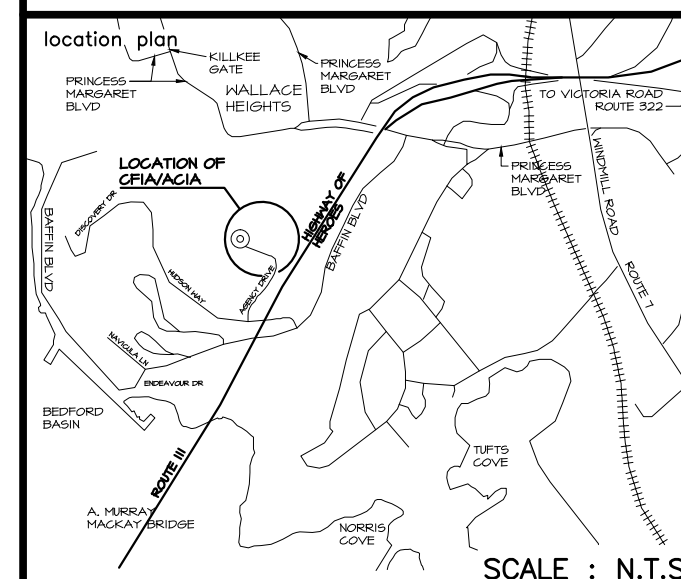 location plan
KILLKEE
GATE
PRINCESS
MARGARET
BLVD
PRINCESS
MARGARET
BLVD
WALLACE
HEIGHTS
TO VICTORIA ROAD
ROUTE 322
LOCATION OF
CFIA/ACIA
PRINCESS
MARGARET
BLVD
WINDMILL ROAD
HIGHWAY OF
HEROES
BAFFIN BLVD
DISCOVERY DR
BAFFIN BLVD
HUDSON WAY
AGENCY DRIVE
ROUTE 7
NAVICULA LN
ENDEAVOUR DR
BEDFORD
BASIN
TUFTS
COVE
ROUTE 111
A. MURRAY
MACKAY BRIDGE
NORRIS
COVE
SCALE : N.T.S